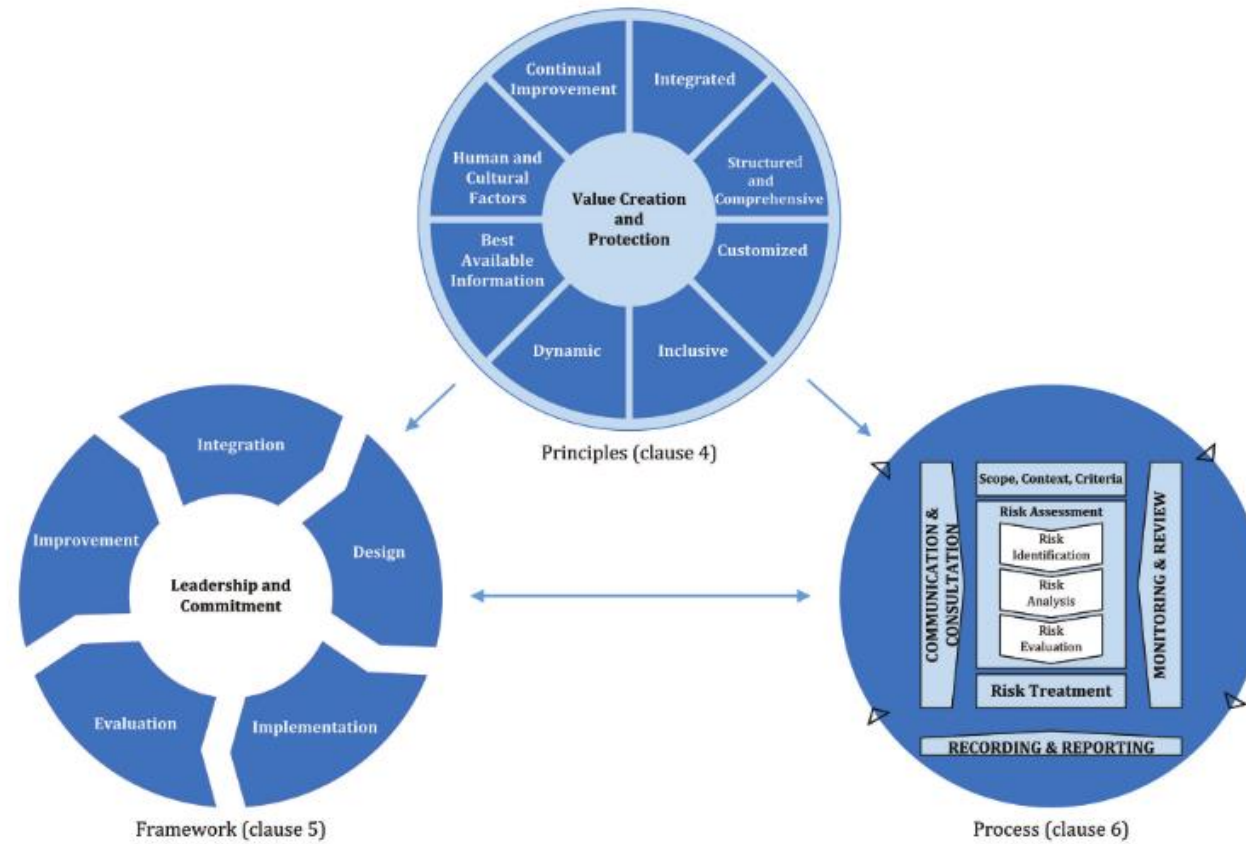 Continual
Improvement
Integrated
Human and
Cultural
Factors
Structured
and
Comprehensive
Value Creation
and
Protection
Best
Available
Information
Customized
Dynamic
Inclusive
Principles (clause 4)
Integration
Improvement
Design
Leadership and
Commitment
Evaluation
Implementation
Framework (clause 5)
Scope, Context, Criteria
COMMUNICATION &
CONSULTATION
Risk Assessment
Risk
Identification
Risk
Analysis
Risk
Evaluation
MONITORING & REVIEW
Risk Treatment
RECORDING & REPORTING
Process (clause 6)